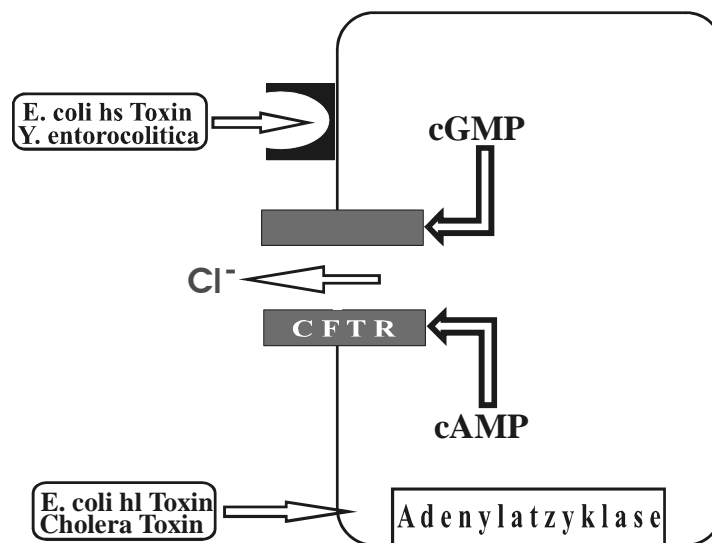 E. coli hs Toxin
Y. entorocolitica
cGMP
Cl⁻
CFTR
cAMP
E. coli hl Toxin
Cholera Toxin
Adenylatzyklase